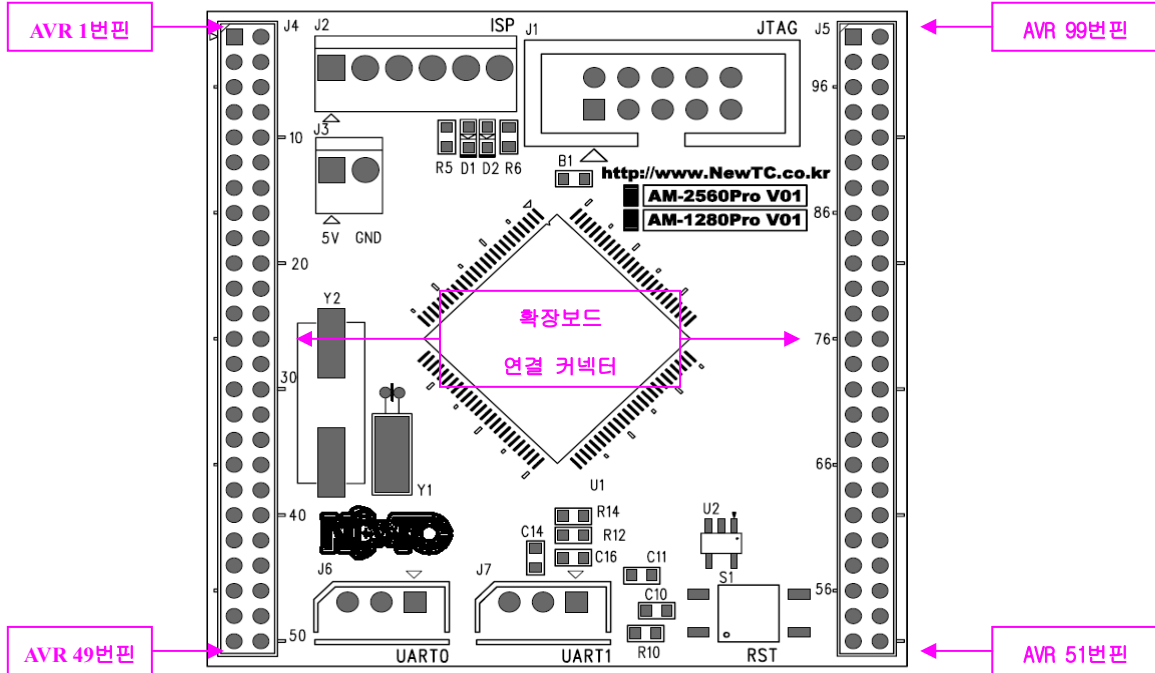 AVR 1번핀
J4
J2
ISP
J1
JTAG
J5
AVR 99번핀
96
10
J3
R5 D1 D2 R6
B1
http://www.NewTC.co.kr
AM-2560Pro V01
AM-1280Pro V01
86
5V GND
20
Y2
확장보드
연결 커넥터
76
30
66
Y1
U1
40
NEWTC
R14
R12
C14
C16
U2
J6
J7
C11
S1
56
C10
50
R10
UART0
UART1
RST
AVR 49번핀
AVR 51번핀